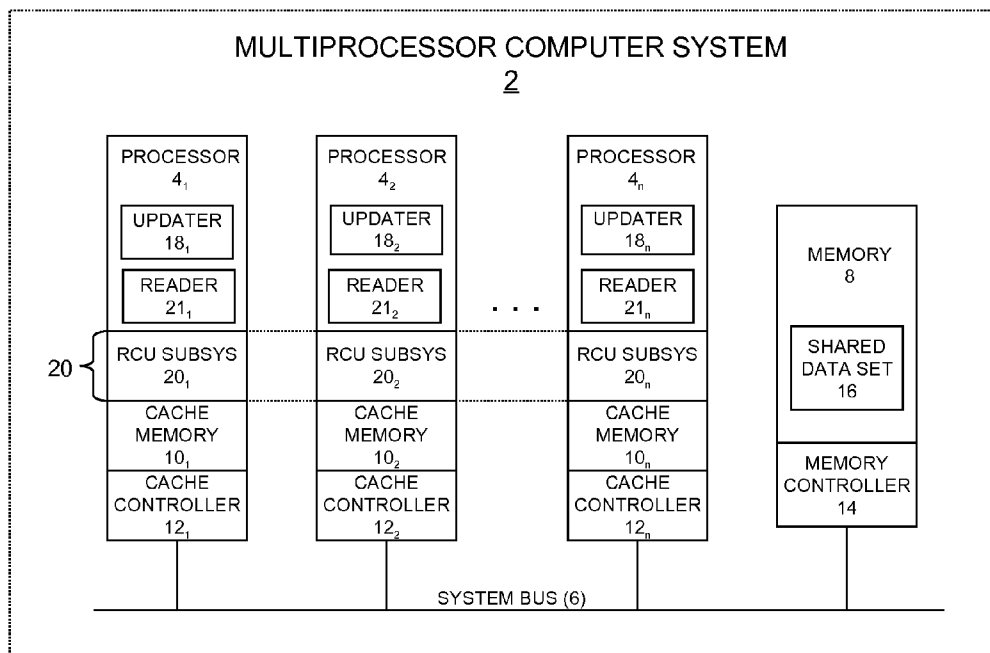 MULTIPROCESSOR COMPUTER SYSTEM
2
PROCESSOR
4₁
UPDATER
18₁
READER
21₁
RCU SUBSYS
20₁
CACHE
MEMORY
10₁
CACHE
CONTROLLER
12₁
PROCESSOR
4₂
UPDATER
18₂
READER
21₂
RCU SUBSYS
20₂
CACHE
MEMORY
10₂
CACHE
CONTROLLER
12₂
. . .
PROCESSOR
4ₙ
UPDATER
18ₙ
READER
21ₙ
RCU SUBSYS
20ₙ
CACHE
MEMORY
10ₙ
CACHE
CONTROLLER
12ₙ
MEMORY
8
SHARED
DATA SET
16
MEMORY
CONTROLLER
14
20
SYSTEM BUS (6)